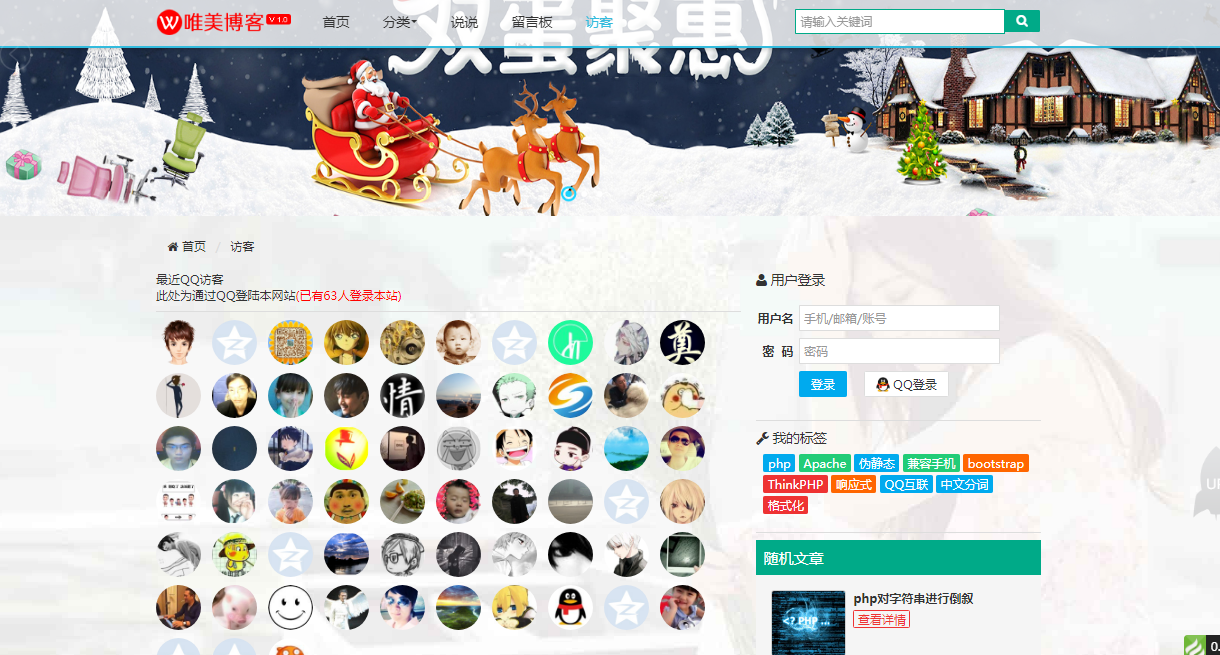 唯美博客 V 1.0
首页 分类 说说 留言板 访客
请输入关键词
双蛋聚惠
首页 / 访客
最近QQ访客
此处为通过QQ登陆本网站(已有63人登录本站)
奠
情
用户登录
用户名 手机/邮箱/账号
密 码 密码
登录 QQ登录
我的标签
php Apache 伪静态 兼容手机 bootstrap
ThinkPHP 响应式 QQ互联 中文分词
格式化
UP
随机文章
php对字符串进行倒叙
<?PHP ...
查看详情
0.